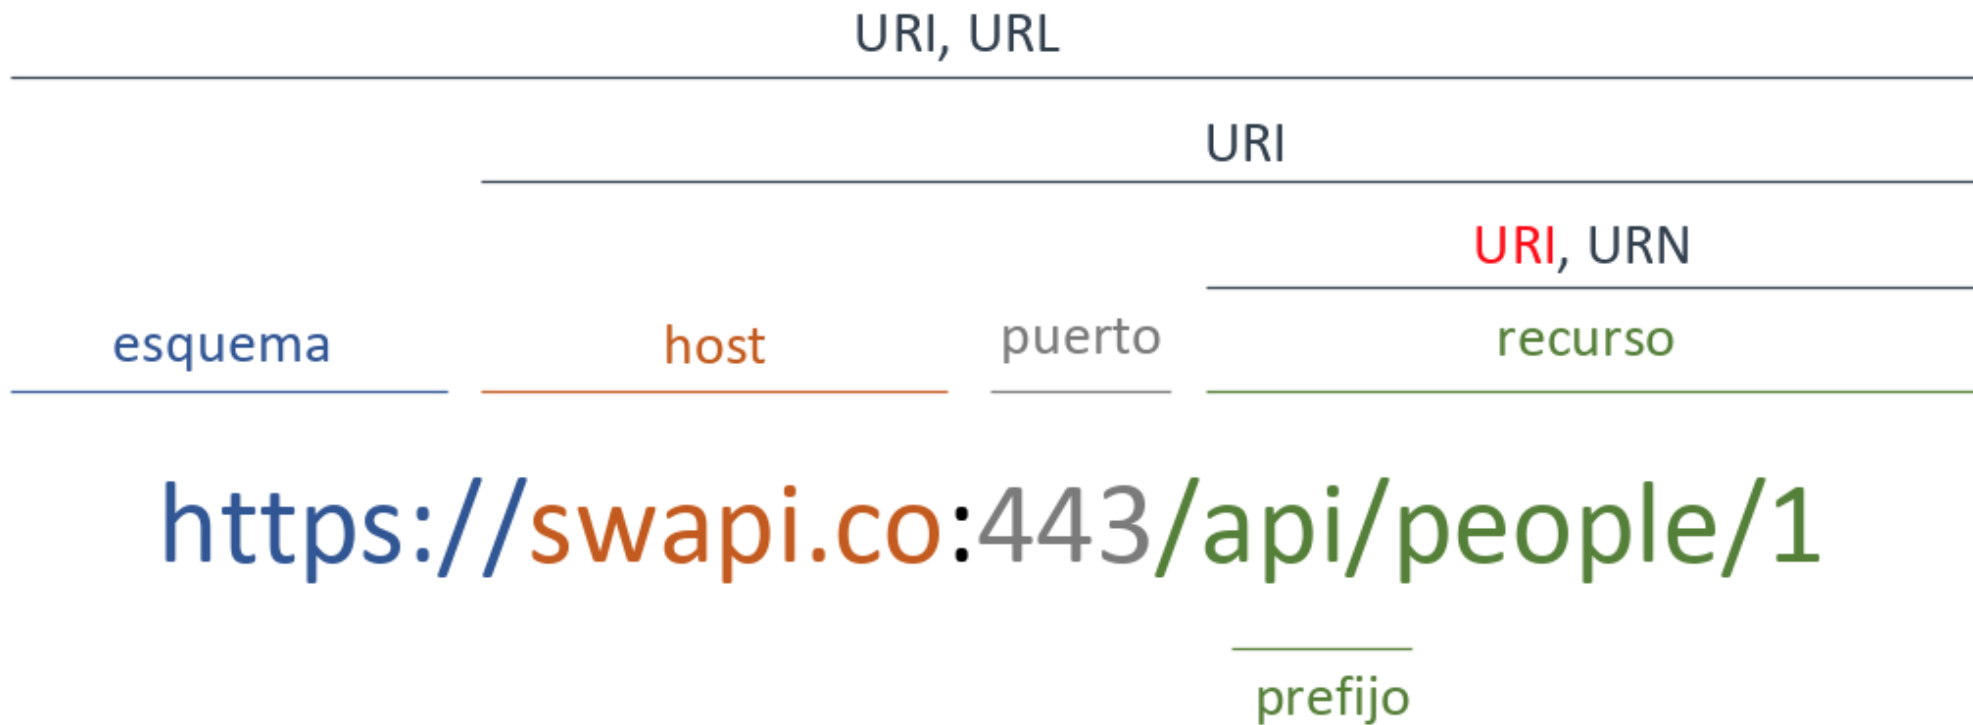 URI, URL
URI
URI, URN
esquema host puerto recurso
https://swapi.co:443/api/people/1
prefijo